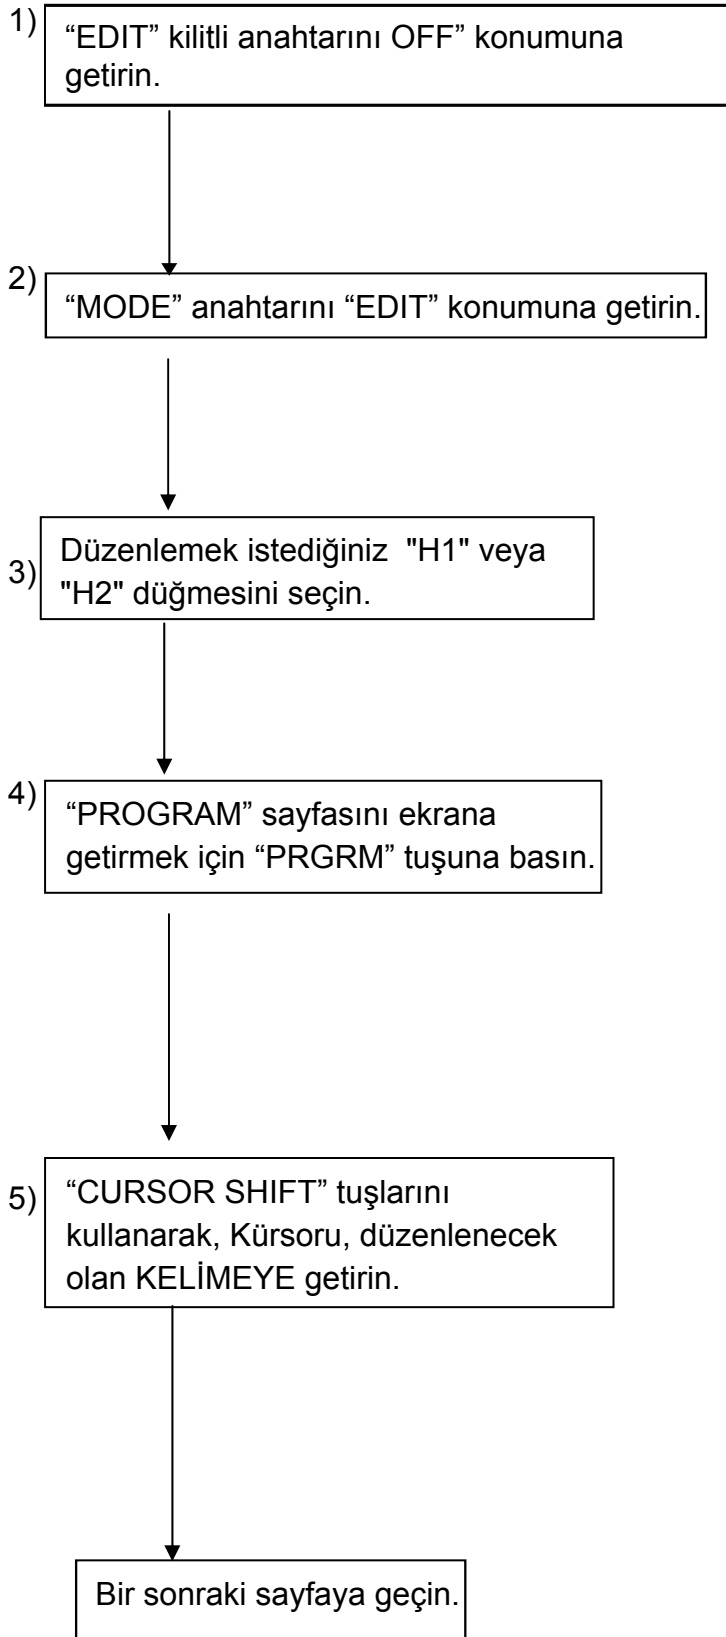 1) “EDIT” kilitli anahtarını OFF” konumuna
getirin.
2) “MODE” anahtarını “EDIT” konumuna getirin.
3) Düzenlemek istediğiniz "H1" veya
"H2" düğmesini seçin.
4) “PROGRAM” sayfasını ekrana
getirmek için “PRGRM” tuşuna basın.
5) “CURSOR SHIFT” tuşlarını
kullanarak, Kürsoru, düzenlenecek
olan KELİMEYE getirin.
Bir sonraki sayfaya geçin.